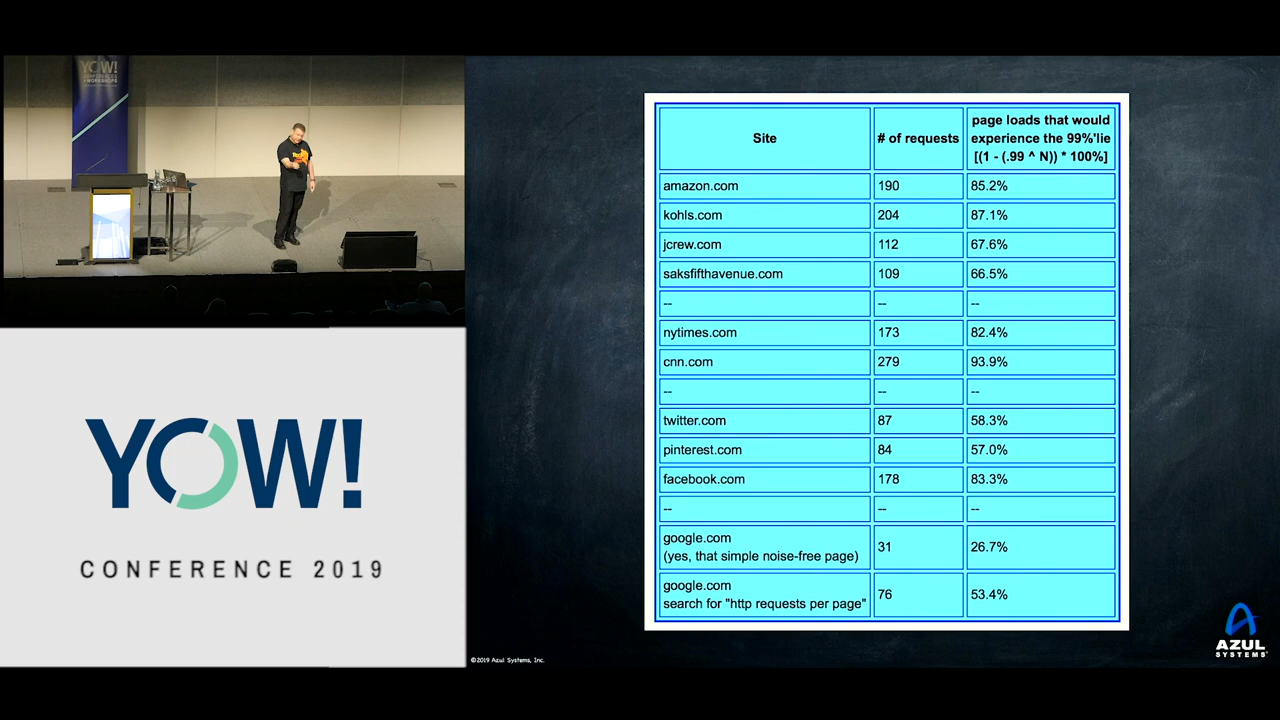 YOW!
CONFERENCES
& WORKSHOPS
YOW!
CONFERENCE 2019
Site # of requests page loads that would experience the 99%'lie [(1 - (.99 ^ N)) * 100%]
amazon.com 190 85.2%
kohls.com 204 87.1%
jcrew.com 112 67.6%
saksfifthavenue.com 109 66.5%
-- -- --
nytimes.com 173 82.4%
cnn.com 279 93.9%
-- -- --
twitter.com 87 58.3%
pinterest.com 84 57.0%
facebook.com 178 83.3%
-- -- --
google.com
(yes, that simple noise-free page) 31 26.7%
google.com
search for "http requests per page" 76 53.4%
©2019 Azul Systems, Inc.
AZUL
SYSTEMS